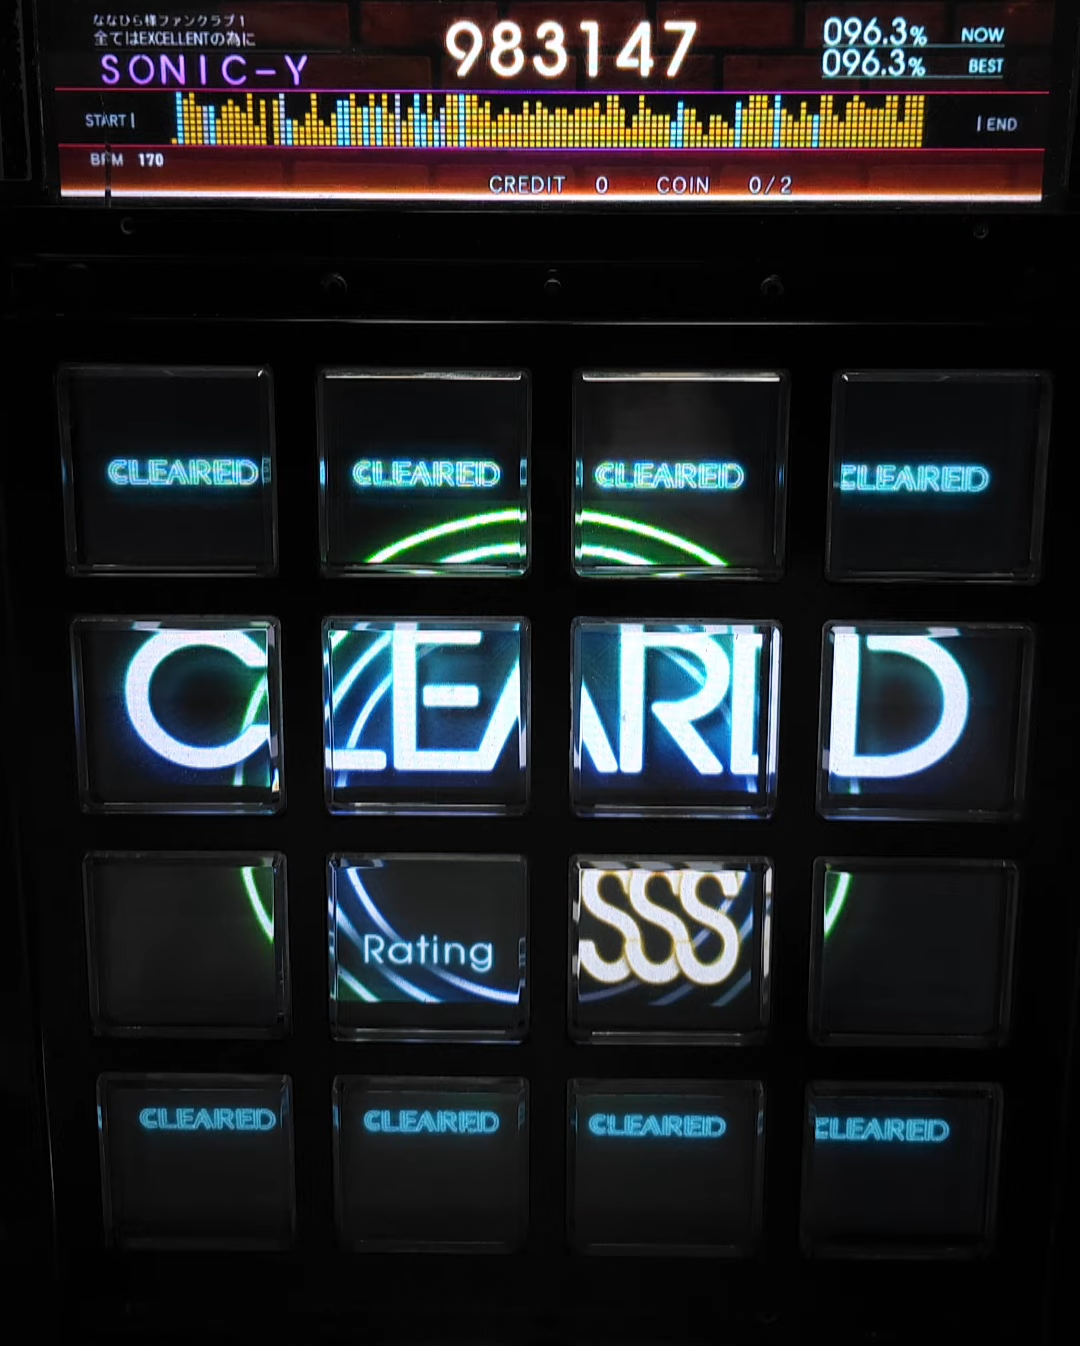 ななひら様ファンクラブ1
全てはEXCELLENTの為に
SONIC-Y
983147
096.3% NOW
096.3% BEST
START
END
BPM 170
CREDIT 0 COIN 0/2
CLEARED CLEARED CLEARED CLEARED
CLEARED
Rating SSS
CLEARED CLEARED CLEARED CLEARED